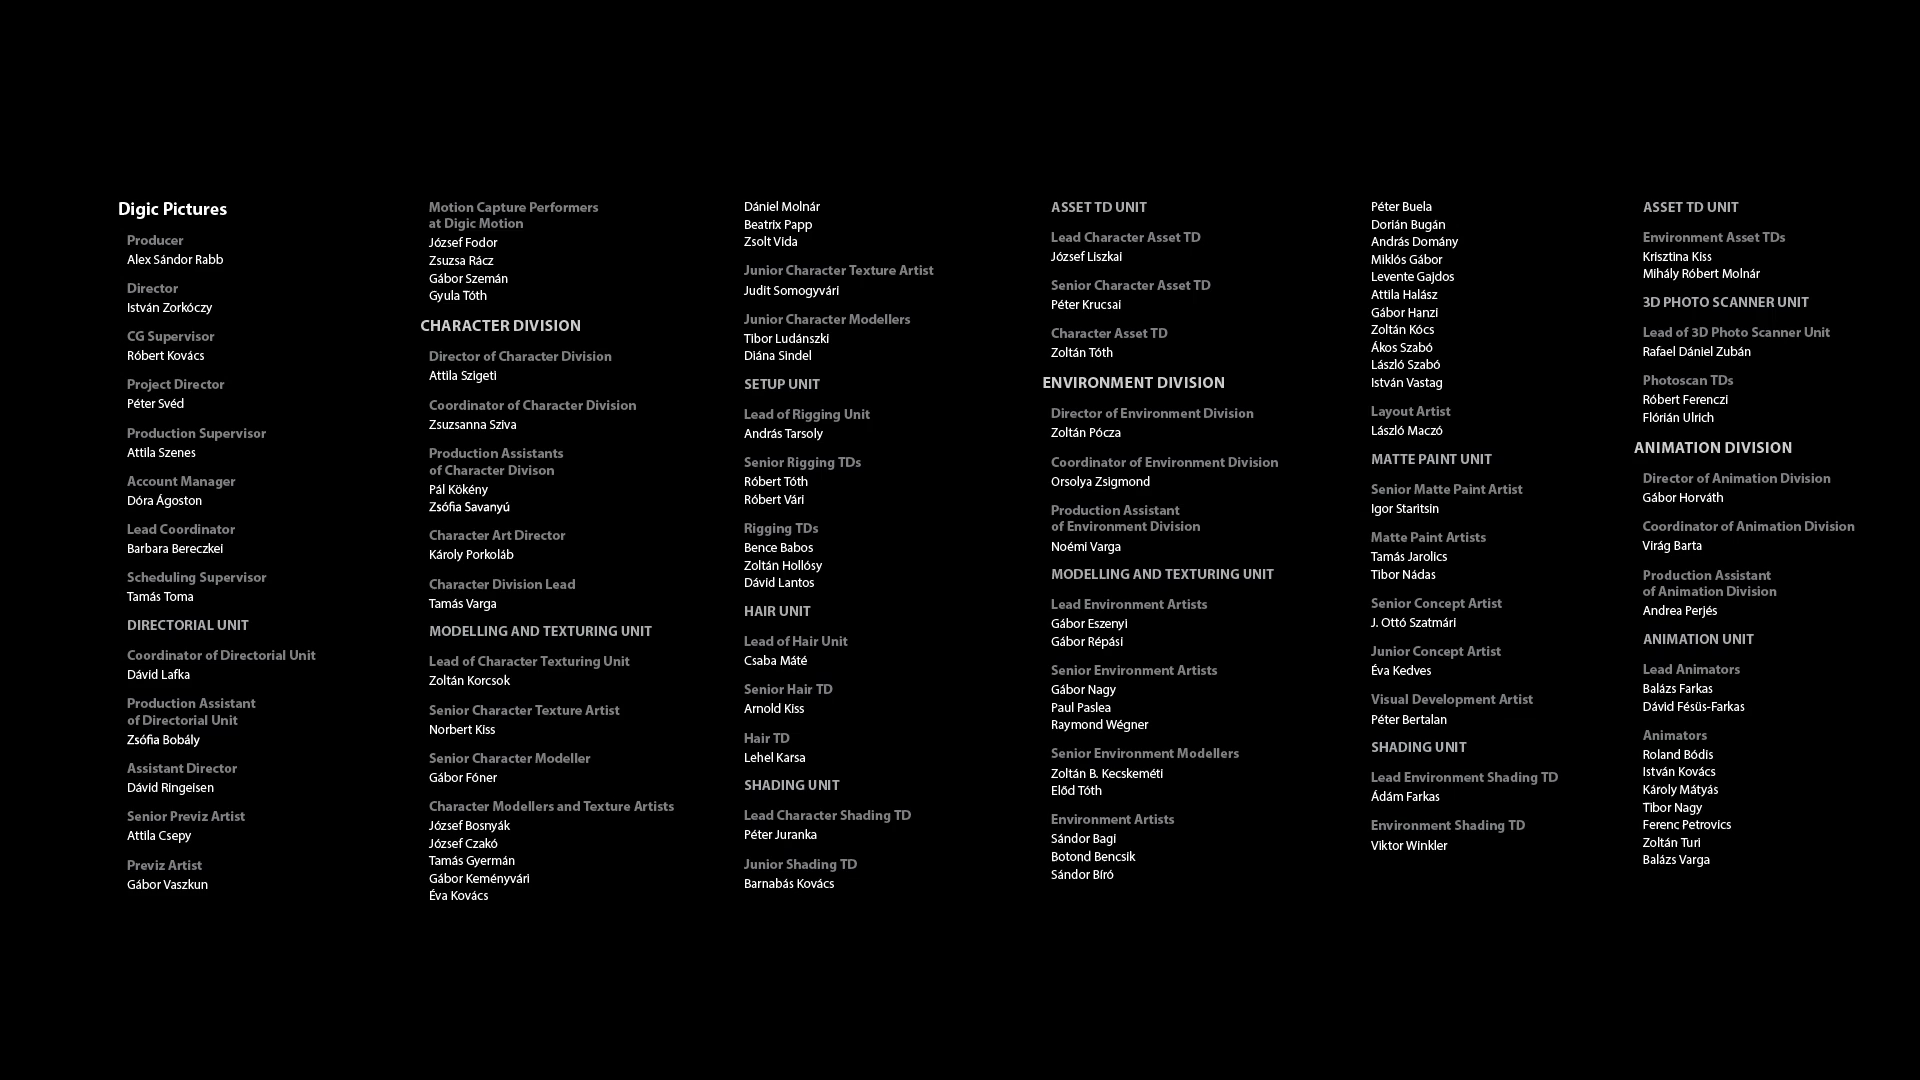 Digic Pictures
Producer
Alex Sándor Rabb
Director
István Zorkóczy
CG Supervisor
Róbert Kovács
Project Director
Péter Svéd
Production Supervisor
Attila Szenes
Account Manager
Dóra Ágoston
Lead Coordinator
Barbara Bereczkei
Scheduling Supervisor
Tamás Toma
DIRECTORIAL UNIT
Coordinator of Directorial Unit
Dávid Lafka
Production Assistant
of Directorial Unit
Zsófia Bobály
Assistant Director
Dávid Ringeisen
Senior Previz Artist
Attila Csepy
Previz Artist
Gábor Vaszkun
Motion Capture Performers
at Digic Motion
József Fodor
Zsuzsa Rácz
Gábor Szemán
Gyula Tóth
CHARACTER DIVISION
Director of Character Division
Attila Szigeti
Coordinator of Character Division
Zsuzsanna Sziva
Production Assistants
of Character Divison
Pál Kökény
Zsófia Savanyú
Character Art Director
Károly Porkoláb
Character Division Lead
Tamás Varga
MODELLING AND TEXTURING UNIT
Lead of Character Texturing Unit
Zoltán Korcsok
Senior Character Texture Artist
Norbert Kiss
Senior Character Modeller
Gábor Fóner
Character Modellers and Texture Artists
József Bosnyák
József Czakó
Tamás Gyermán
Gábor Keményvári
Éva Kovács
Dániel Molnár
Beatrix Papp
Zsolt Vida
Junior Character Texture Artist
Judit Somogyvári
Junior Character Modellers
Tibor Ludánszki
Diána Sindel
SETUP UNIT
Lead of Rigging Unit
András Tarsoly
Senior Rigging TDs
Róbert Tóth
Róbert Vári
Rigging TDs
Bence Babos
Zoltán Hollósy
Dávid Lantos
HAIR UNIT
Lead of Hair Unit
Csaba Máté
Senior Hair TD
Arnold Kiss
Hair TD
Lehel Karsa
SHADING UNIT
Lead Character Shading TD
Péter Juranka
Junior Shading TD
Barnabás Kovács
ASSET TD UNIT
Lead Character Asset TD
József Liszkai
Senior Character Asset TD
Péter Krucsai
Character Asset TD
Zoltán Tóth
ENVIRONMENT DIVISION
Director of Environment Division
Zoltán Pócza
Coordinator of Environment Division
Orsolya Zsigmond
Production Assistant
of Environment Division
Noémi Varga
MODELLING AND TEXTURING UNIT
Lead Environment Artists
Gábor Eszenyi
Gábor Répási
Senior Environment Artists
Gábor Nagy
Paul Paslea
Raymond Wégner
Senior Environment Modellers
Zoltán B. Kecskeméti
Előd Tóth
Environment Artists
Sándor Bagi
Botond Bencsik
Sándor Bíró
Péter Buela
Dorián Bugán
András Domány
Miklós Gábor
Levente Gajdos
Attila Halász
Gábor Hanzi
Zoltán Kócs
Ákos Szabó
László Szabó
István Vastag
Layout Artist
László Maczó
MATTE PAINT UNIT
Senior Matte Paint Artist
Igor Staritsin
Matte Paint Artists
Tamás Jarolics
Tibor Nádas
Senior Concept Artist
J. Ottó Szatmári
Junior Concept Artist
Éva Kedves
Visual Development Artist
Péter Bertalan
SHADING UNIT
Lead Environment Shading TD
Ádám Farkas
Environment Shading TD
Viktor Winkler
ASSET TD UNIT
Environment Asset TDs
Krisztina Kiss
Mihály Róbert Molnár
3D PHOTO SCANNER UNIT
Lead of 3D Photo Scanner Unit
Rafael Dániel Zubán
Photoscan TDs
Róbert Ferenczi
Flórián Ulrich
ANIMATION DIVISION
Director of Animation Division
Gábor Horváth
Coordinator of Animation Division
Virág Barta
Production Assistant
of Animation Division
Andrea Perjés
ANIMATION UNIT
Lead Animators
Balázs Farkas
Dávid Fésüs-Farkas
Animators
Roland Bódis
István Kovács
Károly Mátyás
Tibor Nagy
Ferenc Petrovics
Zoltán Turi
Balázs Varga